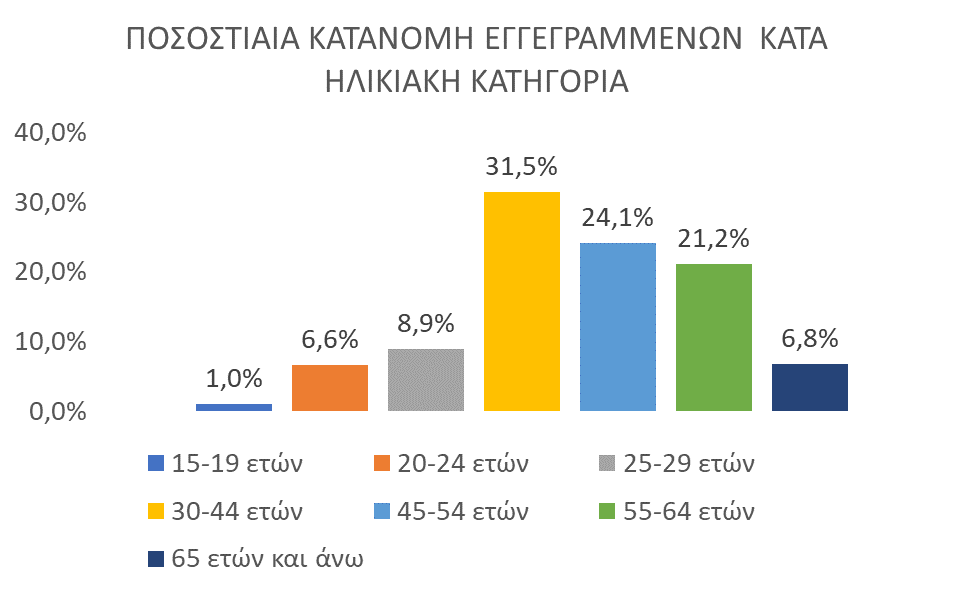 ΠΟΣΟΣΤΙΑΙΑ ΚΑΤΑΝΟΜΗ ΕΓΓΕΓΡΑΜΜΕΝΩΝ  ΚΑΤΑ
ΗΛΙΚΙΑΚΗ ΚΑΤΗΓΟΡΙΑ
40,0%
30,0%
20,0%
10,0%
0,0%
1,0%
6,6%
8,9%
31,5%
24,1%
21,2%
6,8%
15-19 ετών
20-24 ετών
25-29 ετών
30-44 ετών
45-54 ετών
55-64 ετών
65 ετών και άνω